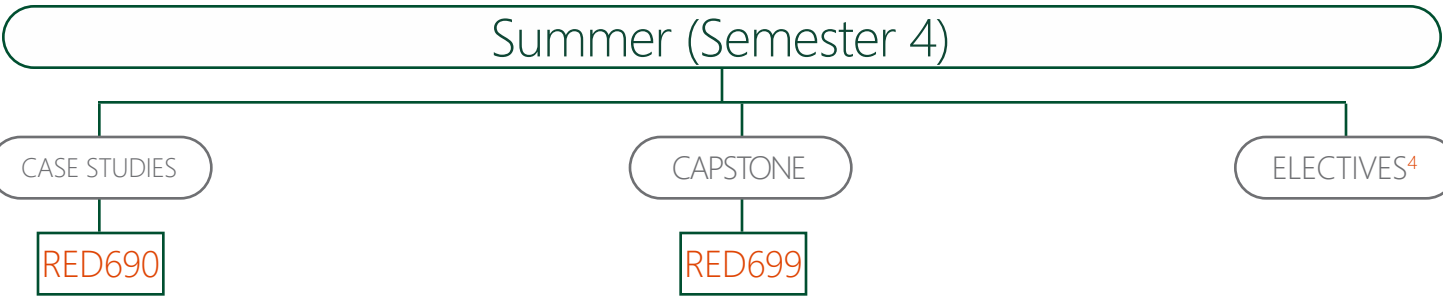 Summer (Semester 4)
CASE STUDIES
CAPSTONE
ELECTIVES⁴
RED690
RED699